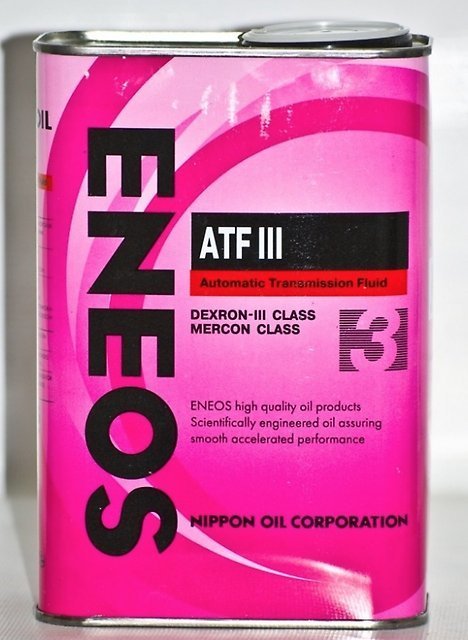 OIL
ENEOS
ATF III
Automatic Transmission Fluid
DEXRON-III CLASS
MERCON CLASS
3
ENEOS high quality oil products
Scientifically engineered oil assuring
smooth accelerated performance
NIPPON OIL CORPORATION